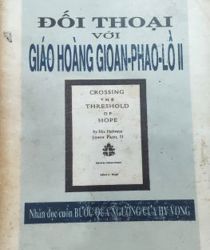 ĐỐI THOẠI
VỚI
GIÁO HOÀNG GIOAN-PHAO-LÔ II
CROSSING
THE
THRESHOLD
OF
HOPE
by His Holiness
JOHN PAUL II
Nhân đọc cuốn BƯỚC QUA NGƯỠNG CỬA HY VỌNG